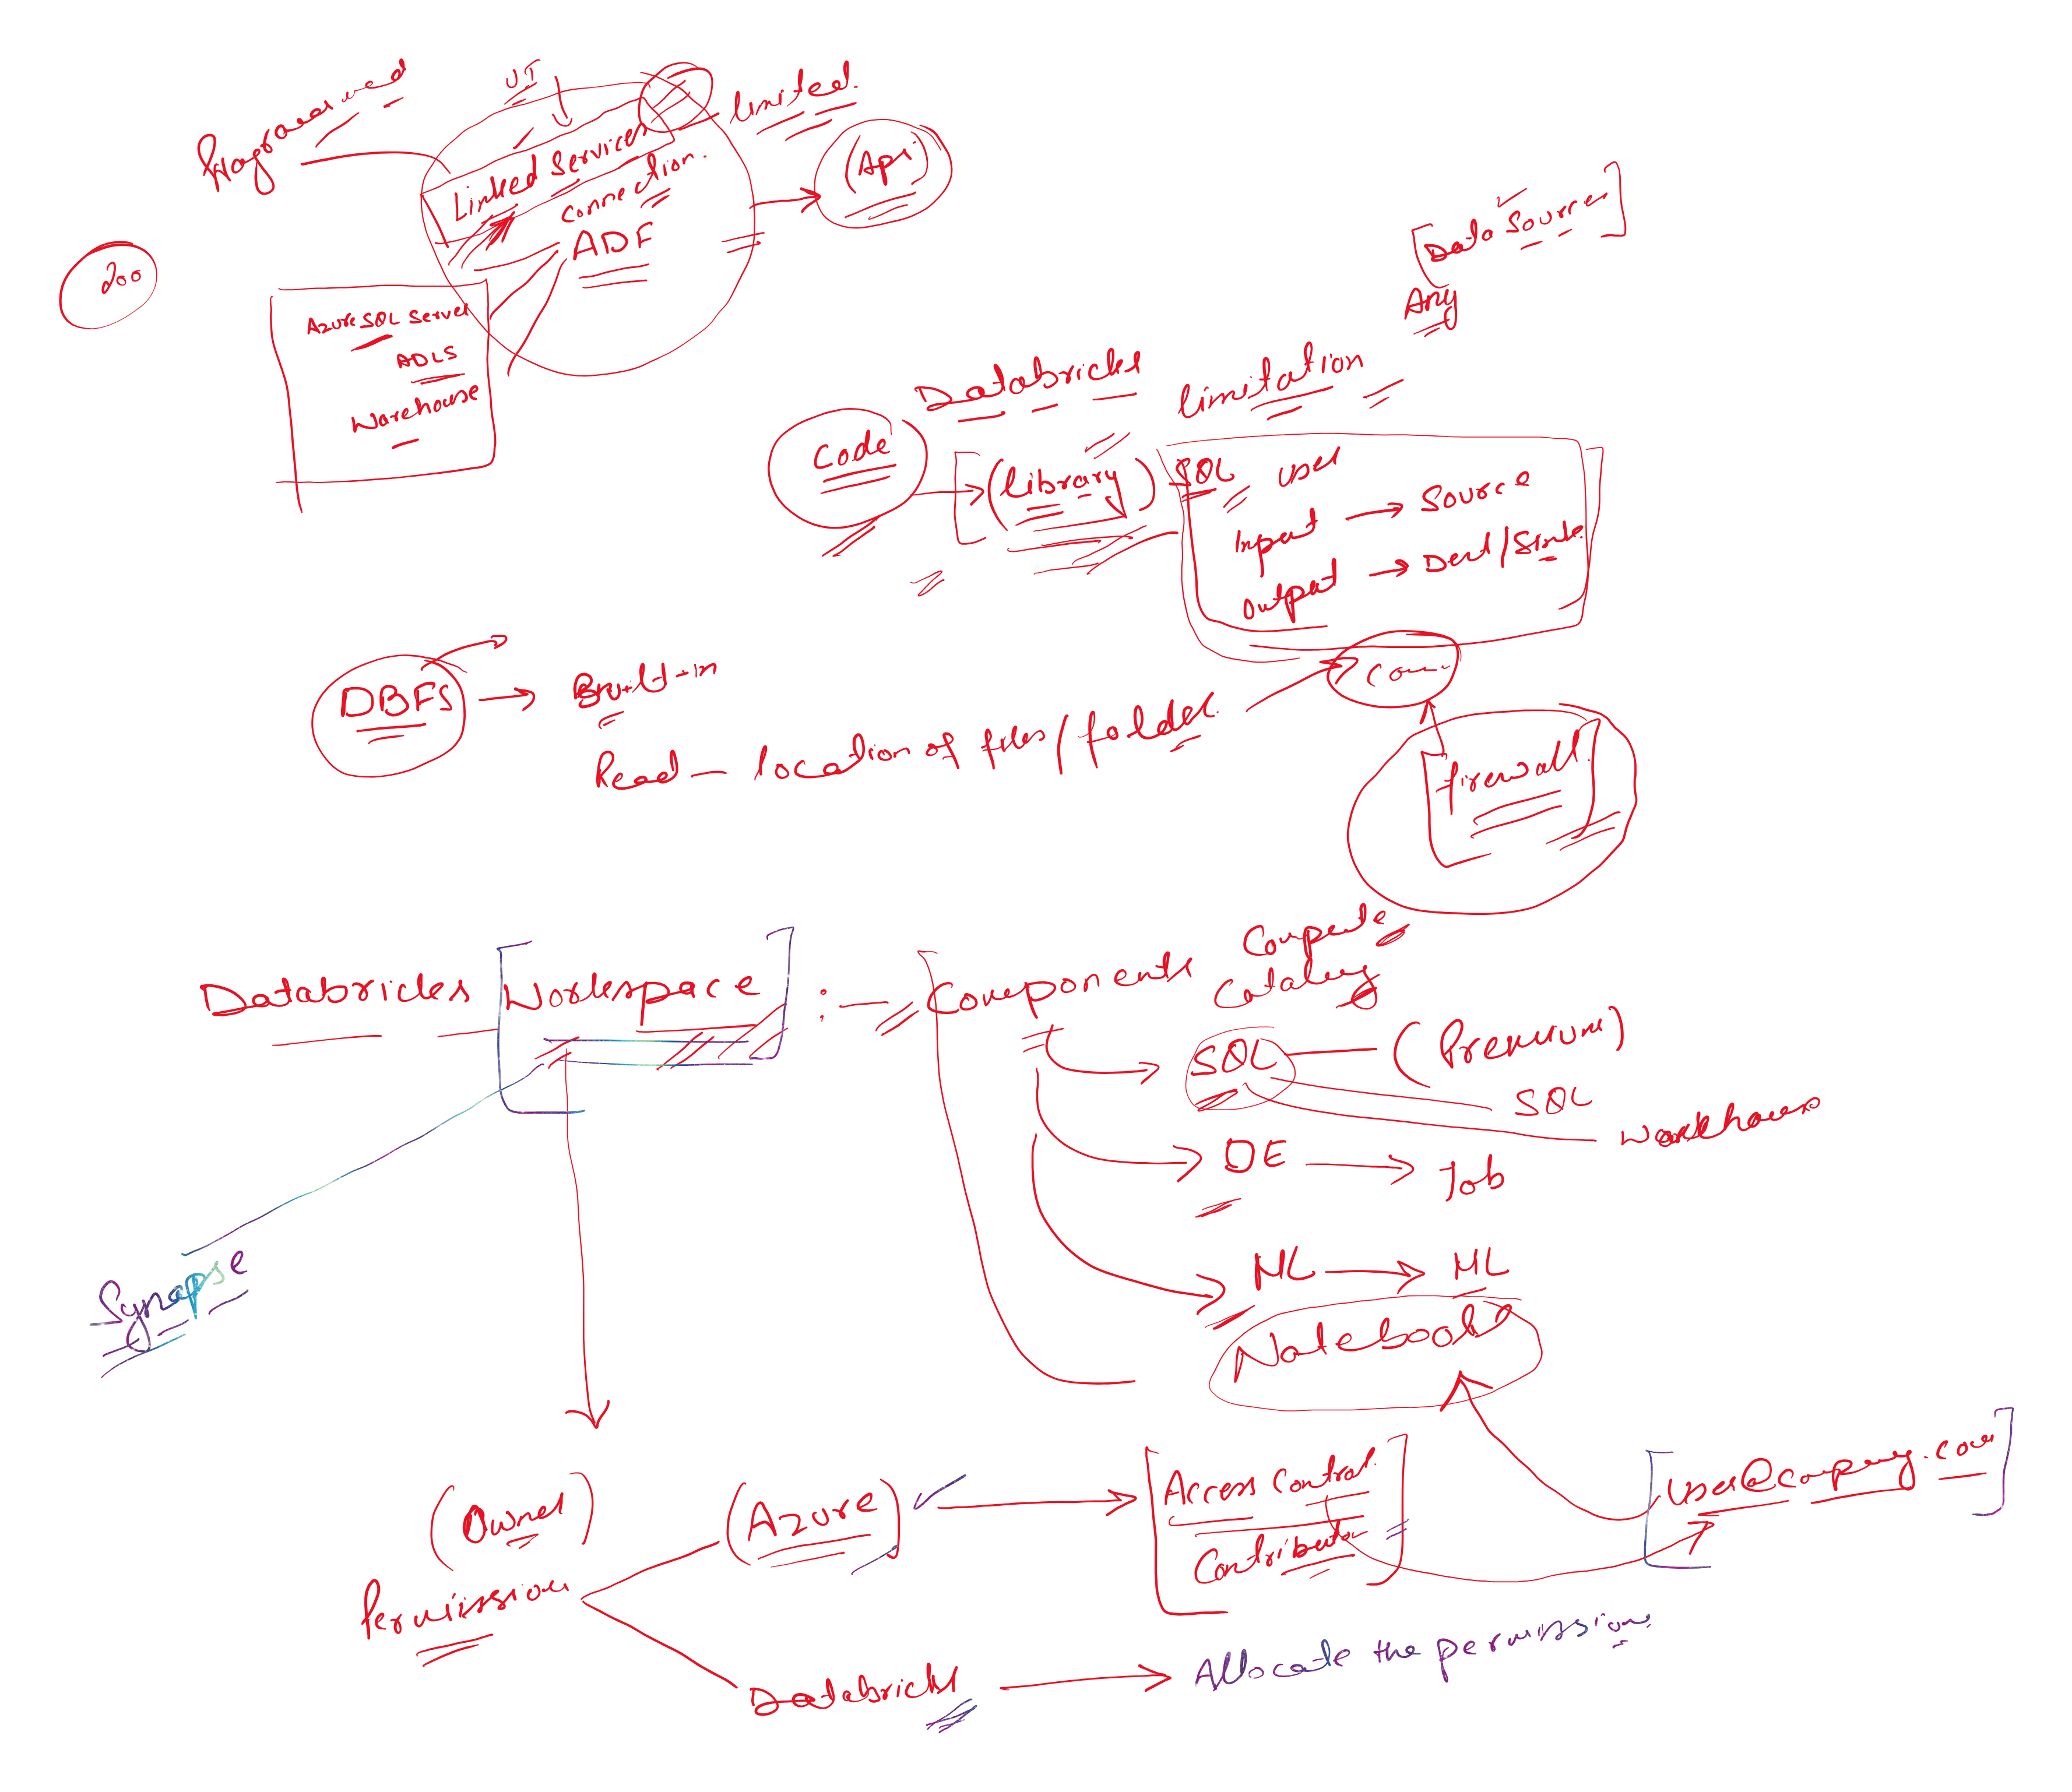 UI
Linked Services
limited.
Connection.
ADF
(Api)
200
Azure SQL Server
ADLS
Warehouse
[Data Sources]
Any
Databricks
limitation
Code
(library)
SQL User
Input → Source
Output → Dest/Sink.
DBFS → Built-in
Read — location of files/folder.
Con
firewall
Databricks [Workspace] :— Components
Compute
Catalog
SQL — (Premium)
SQL
Warehouse
DE → Job
ML → ML
Notebook
Synapse
(Owner)
Permission
(Azure)
Access Control.
Contributor
user@company.com
Databricks → Allocate the permission.